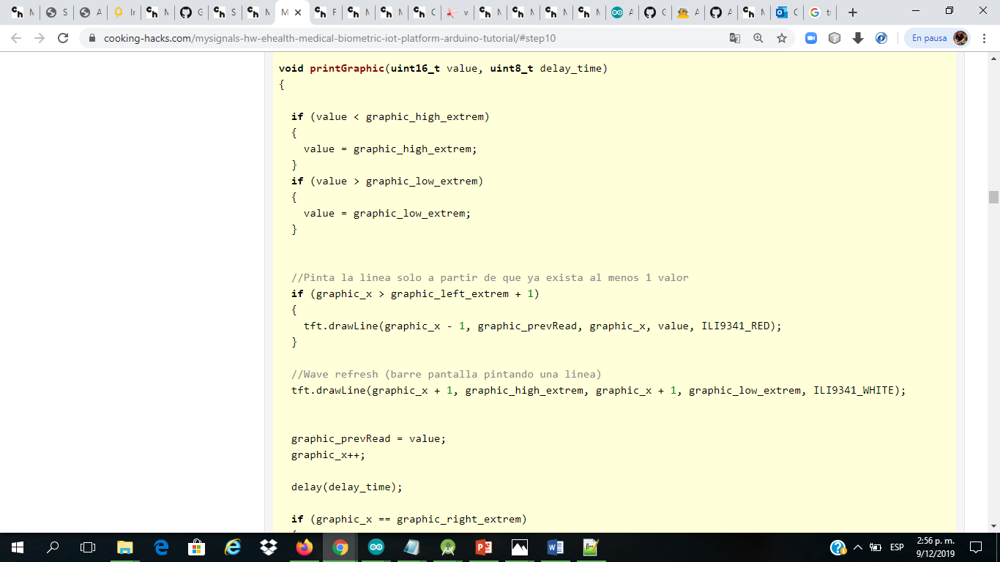 M
S
A
Ir
M
G
S
M
M
F
M
M
C
w
M
M
M
M
A
C
A
A
M
C
tr
cooking-hacks.com/mysignals-hw-ehealth-medical-biometric-iot-platform-arduino-tutorial/#step10
En pausa
void printGraphic(uint16_t value, uint8_t delay_time)
{
if (value < graphic_high_extrem)
{
value = graphic_high_extrem;
}
if (value > graphic_low_extrem)
{
value = graphic_low_extrem;
}
//Pinta la linea solo a partir de que ya exista al menos 1 valor
if (graphic_x > graphic_left_extrem + 1)
{
tft.drawLine(graphic_x - 1, graphic_prevRead, graphic_x, value, ILI9341_RED);
}
//Wave refresh (barre pantalla pintando una linea)
tft.drawLine(graphic_x + 1, graphic_high_extrem, graphic_x + 1, graphic_low_extrem, ILI9341_WHITE);
graphic_prevRead = value;
graphic_x++;
delay(delay_time);
if (graphic_x == graphic_right_extrem)
ESP
2:56 p. m.
9/12/2019